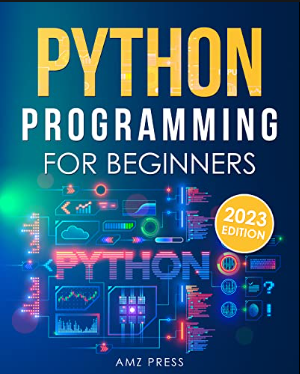 PYTHON
PROGRAMMING
FOR BEGINNERS
2023
EDITION
PYTHON
?
!
AMZ PRESS